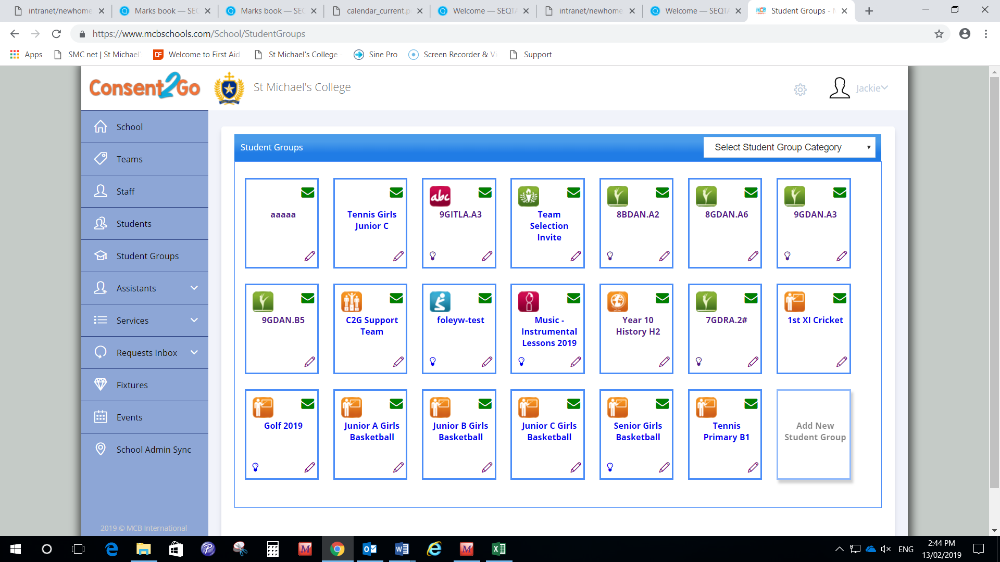 intranet/newhome
Marks book — SEQ
Marks book — SEQ
calendar_current.p
Welcome — SEQTA
intranet/newhome
Welcome — SEQTA
Student Groups - M
https://www.mcbschools.com/School/StudentGroups
Apps
SMC net | St Michael'
DF
Welcome to First Aid
St Michael's College -
Sine Pro
Screen Recorder & Vi
Support
Consent2Go
St Michael's College
Jackie
School
Teams
Staff
Students
Student Groups
Assistants
Services
Requests Inbox
Fixtures
Events
School Admin Sync
2019 © MCB International
Student Groups
Select Student Group Category
aaaaa
Tennis Girls
Junior C
abc
9GITLA.A3
Team
Selection
Invite
8BDAN.A2
8GDAN.A6
9GDAN.A3
9GDAN.B5
C2G Support
Team
foleyw-test
Music -
Instrumental
Lessons 2019
Year 10
History H2
7GDRA.2#
1st XI Cricket
Golf 2019
Junior A Girls
Basketball
Junior B Girls
Basketball
Junior C Girls
Basketball
Senior Girls
Basketball
Tennis
Primary B1
Add New
Student Group
ENG
2:44 PM
13/02/2019